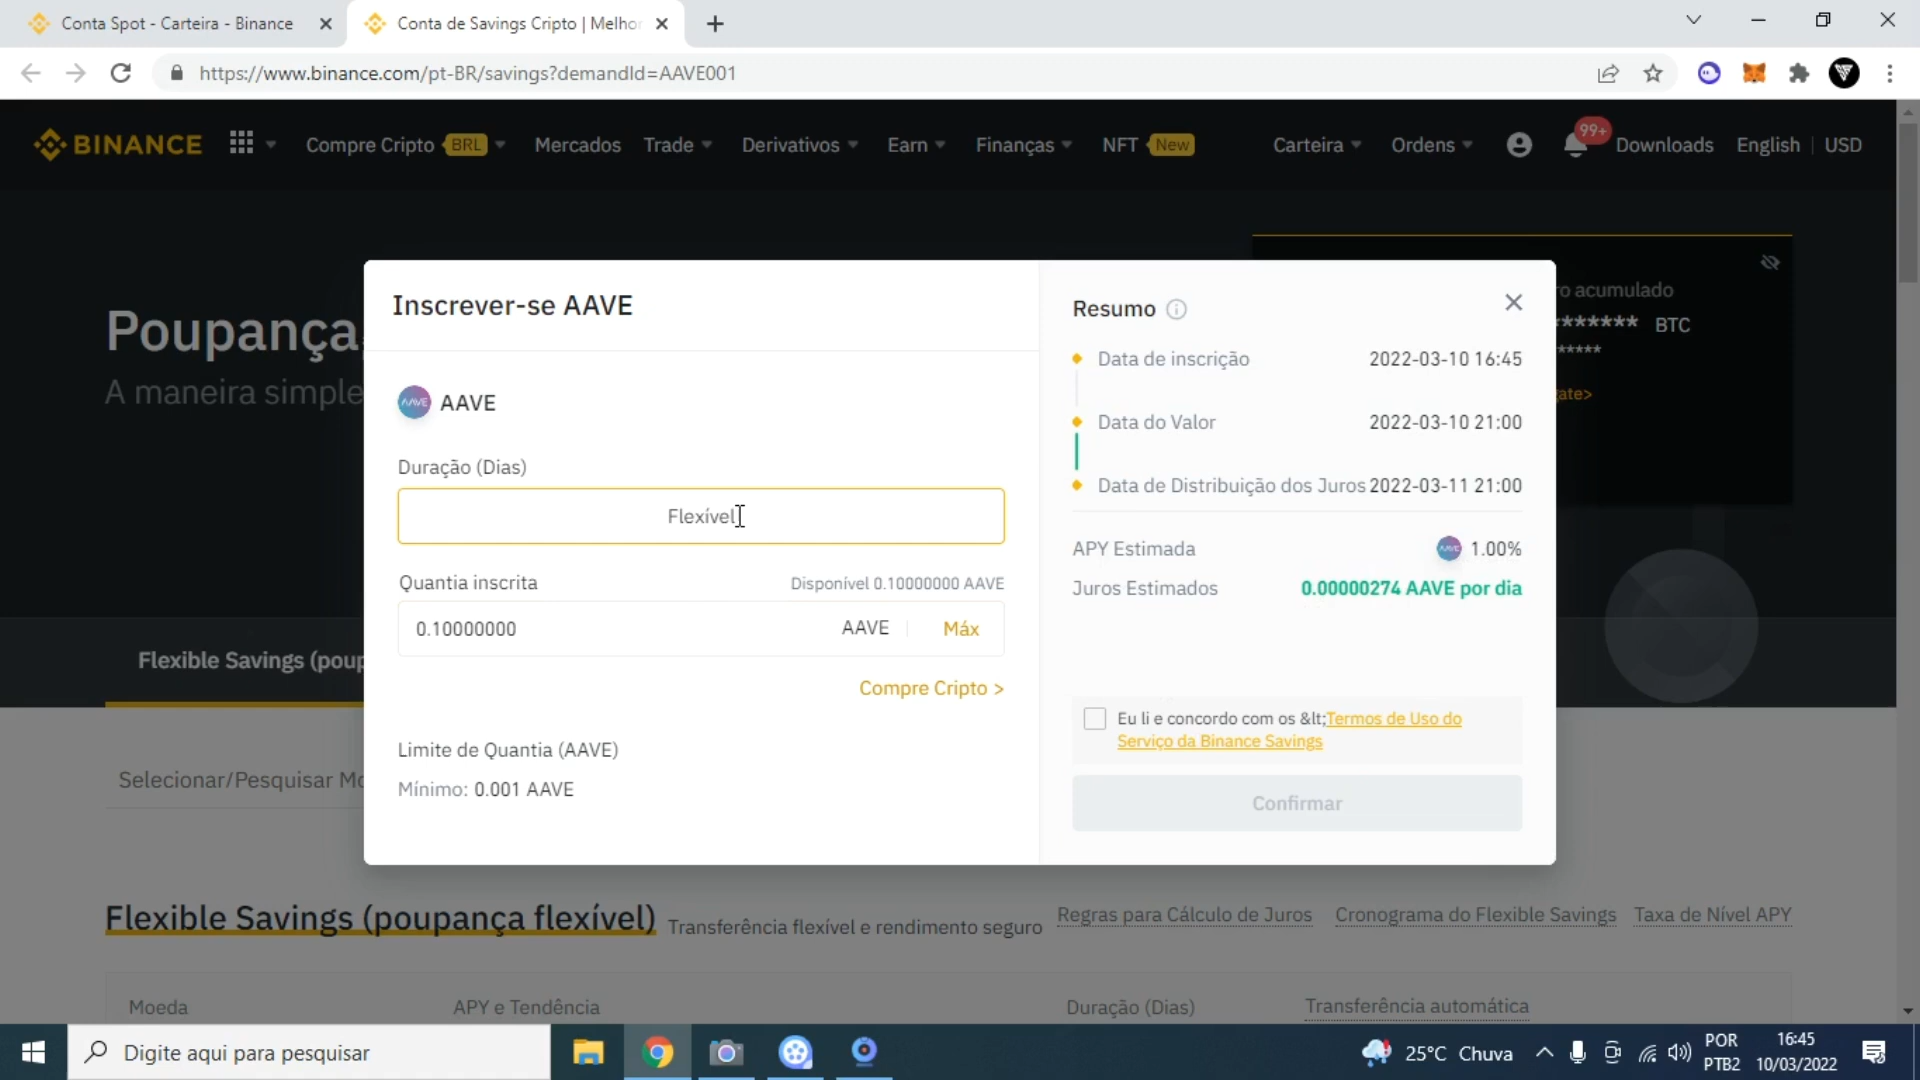 Conta Spot - Carteira - Binance
Conta de Savings Cripto | Melhor
https://www.binance.com/pt-BR/savings?demandId=AAVE001
BINANCE
Compre Cripto BRL
Mercados
Trade
Derivativos
Earn
Finanças
NFT New
Carteira
Ordens
99+
Downloads
English
USD
Poupança
A maneira simple
ro acumulado
******** BTC
*****
gate>
Inscrever-se AAVE
AAVE
Duração (Dias)
Flexível
Quantia inscrita
Disponível 0.10000000 AAVE
0.10000000 AAVE Máx
Compre Cripto >
Limite de Quantia (AAVE)
Mínimo: 0.001 AAVE
Resumo
Data de inscrição 2022-03-10 16:45
Data do Valor 2022-03-10 21:00
Data de Distribuição dos Juros 2022-03-11 21:00
APY Estimada 1.00%
Juros Estimados 0.00000274 AAVE por dia
Eu li e concordo com os &lt;Termos de Uso do
Serviço da Binance Savings
Confirmar
Flexible Savings (poup
Selecionar/Pesquisar Mo
Flexible Savings (poupança flexível) Transferência flexível e rendimento seguro
Regras para Cálculo de Juros
Cronograma do Flexible Savings
Taxa de Nível APY
Moeda
APY e Tendência
Duração (Dias)
Transferência automática
Digite aqui para pesquisar
25°C Chuva
POR
PTB2
16:45
10/03/2022